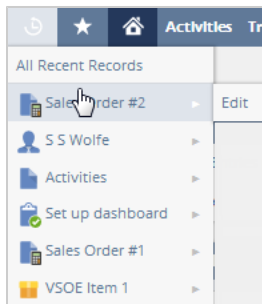 Activities Tr
All Recent Records
Sales Order #2 Edit
S S Wolfe
Activities
Set up dashboard
Sales Order #1
VSOE Item 1